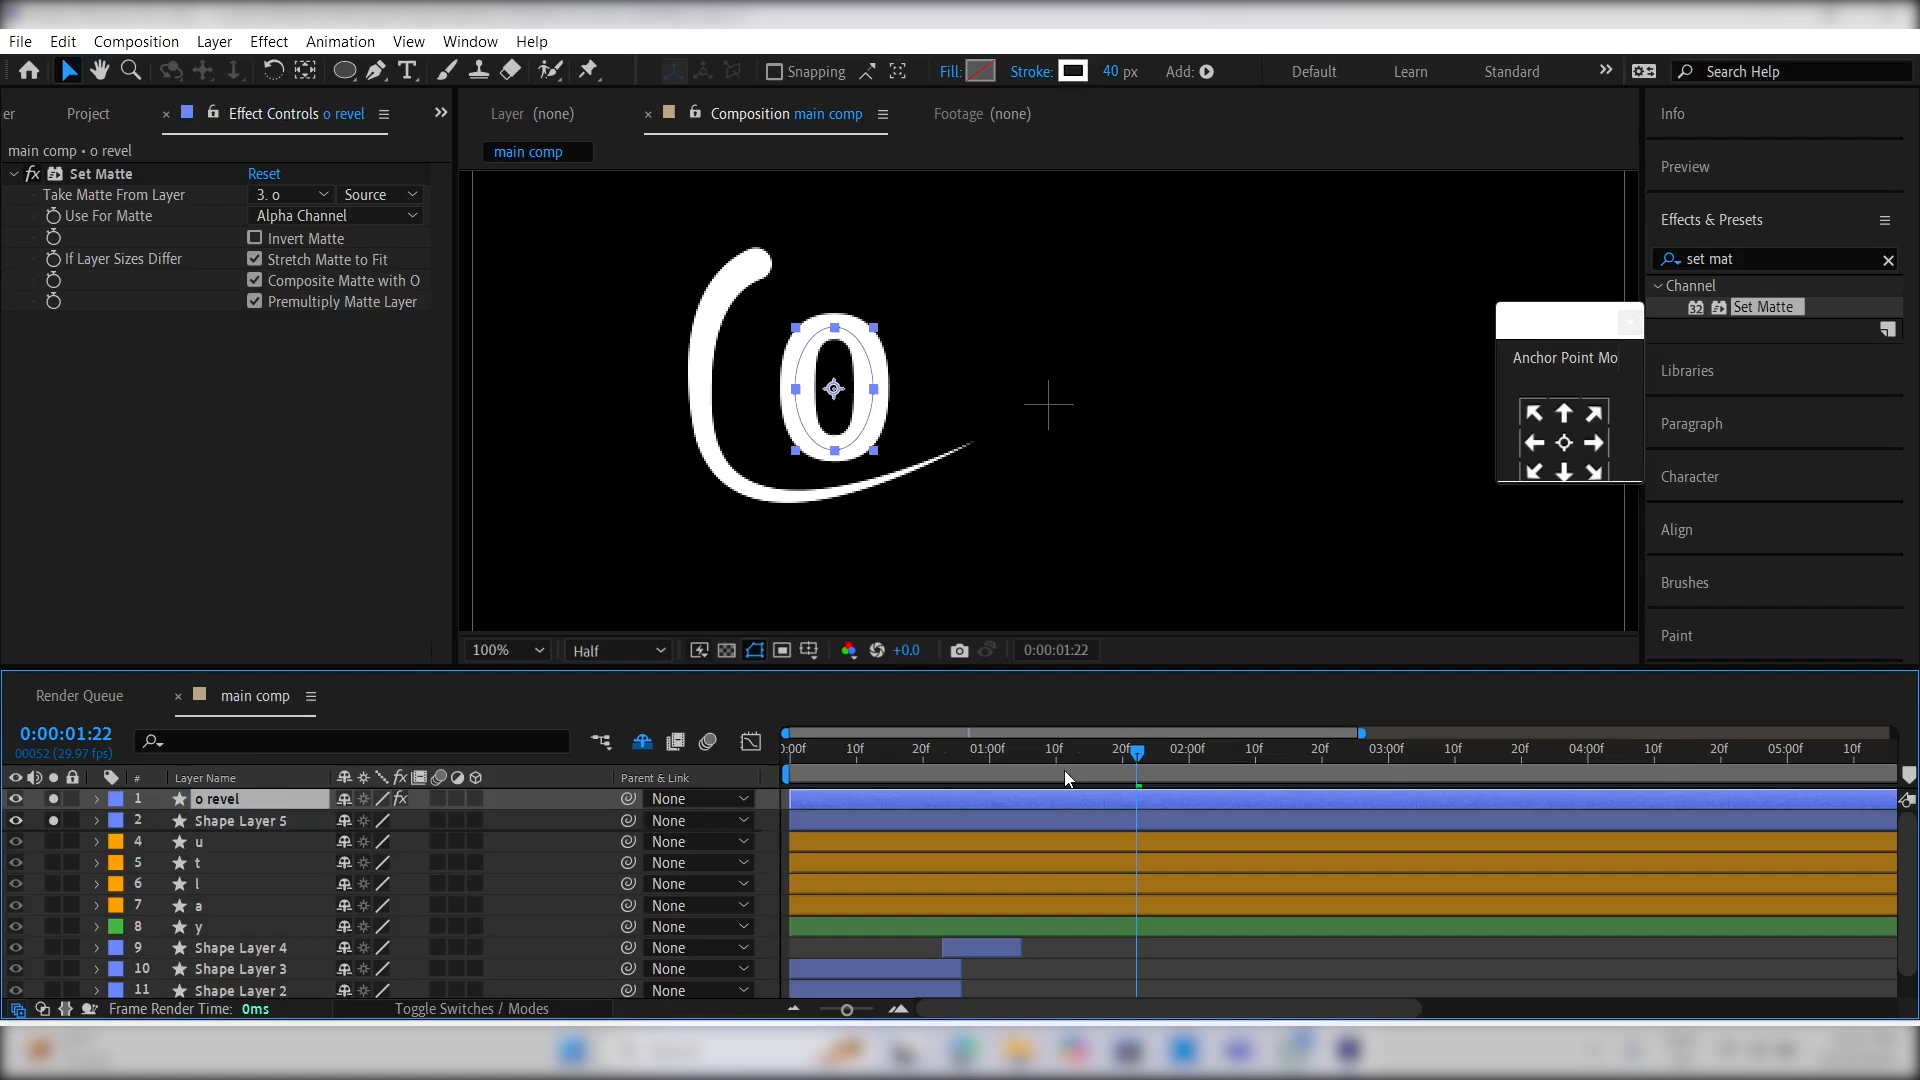 File Edit Composition Layer Effect Animation View Window Help
Snapping Fill: Stroke: 40 px Add: Default Learn Standard Search Help
er Project Effect Controls o revel Layer (none) Composition main comp Footage (none) Info
main comp • o revel
main comp
fx Set Matte Reset
Take Matte From Layer 3. o Source
Use For Matte Alpha Channel
Invert Matte
If Layer Sizes Differ Stretch Matte to Fit
Composite Matte with O
Premultiply Matte Layer
Co
Anchor Point Mo
Preview
Effects & Presets
set mat
Channel
32 Set Matte
Libraries
Paragraph
Character
Align
Brushes
Paint
100% Half +0.0 0:00:01:22
Render Queue main comp
0:00:01:22
00052 (29.97 fps)
):00f 10f 20f 01:00f 10f 20f 02:00f 10f 20f 03:00f 10f 20f 04:00f 10f 20f 05:00f 10f
# Layer Name fx Parent & Link
1 o revel fx None
2 Shape Layer 5 None
4 u None
5 t None
6 l None
7 a None
8 y None
9 Shape Layer 4 None
10 Shape Layer 3 None
11 Shape Layer 2 None
Frame Render Time: 0ms Toggle Switches / Modes